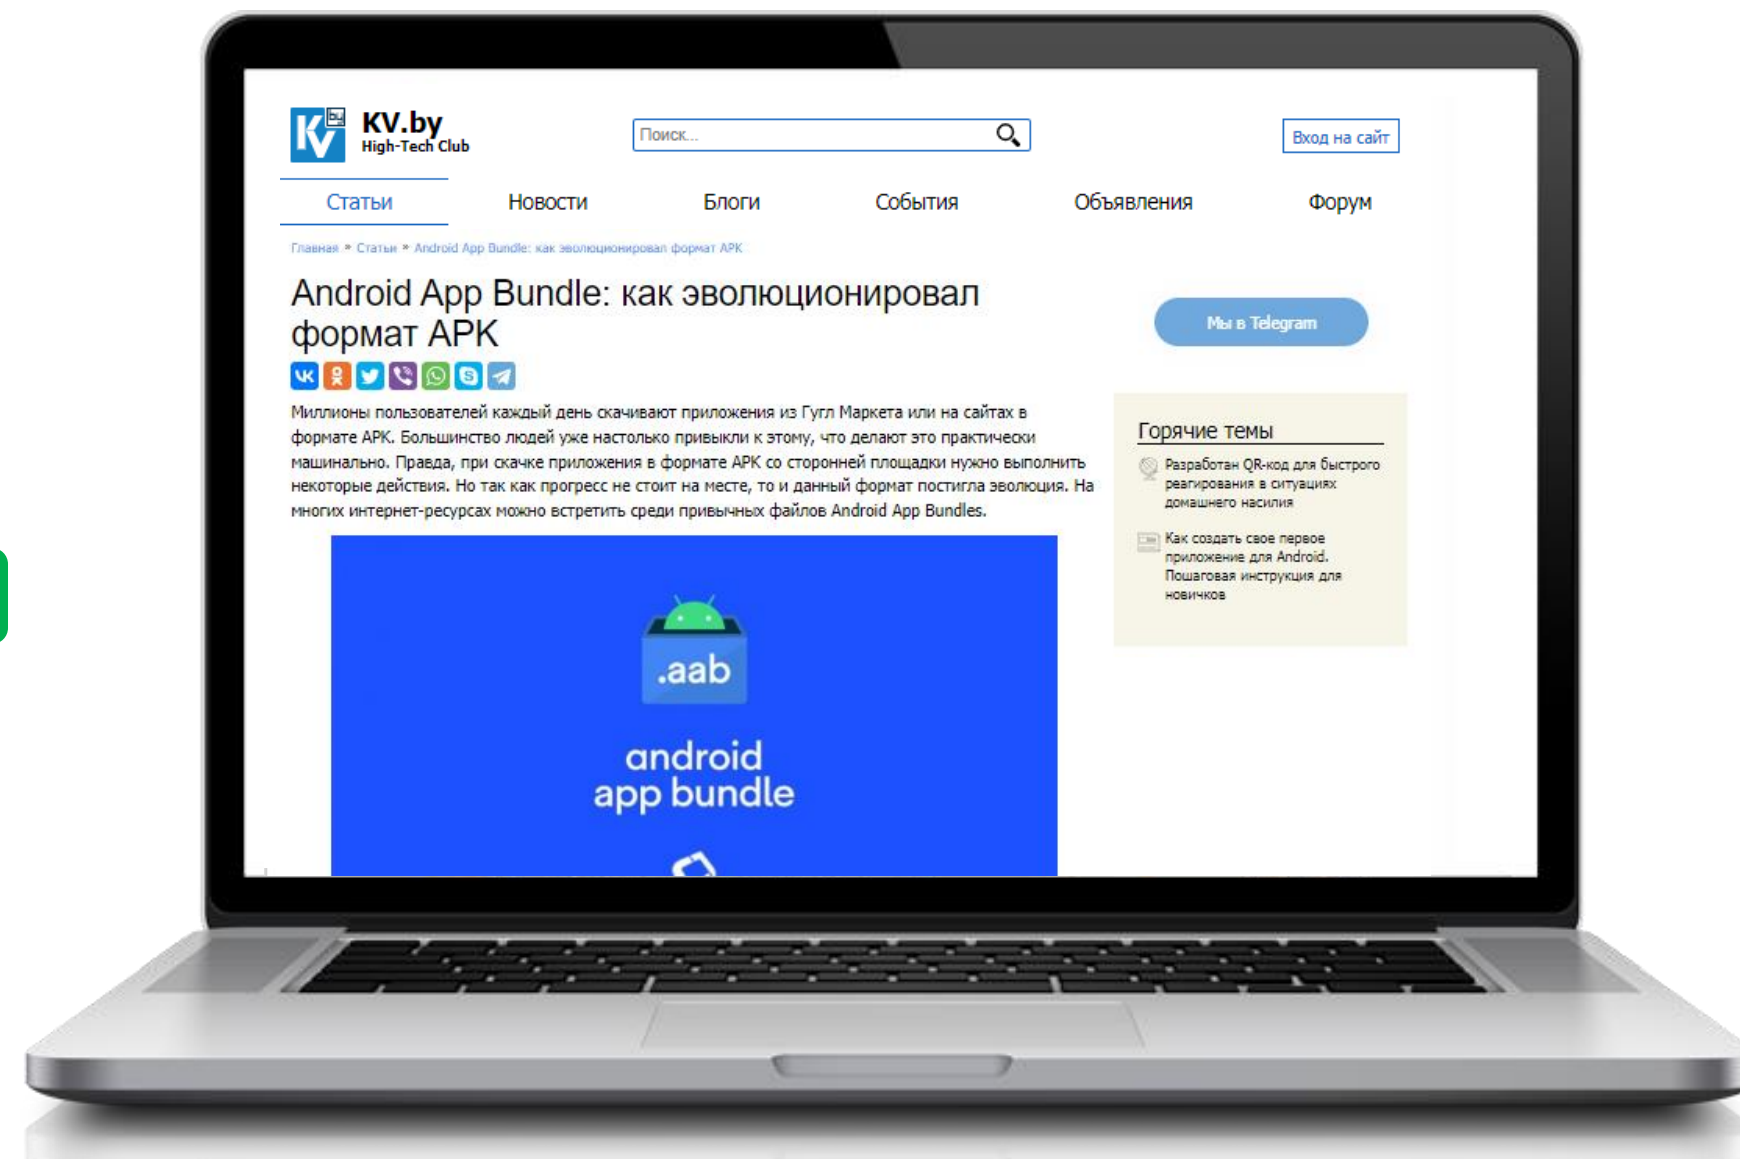 KV by
KV.by
High-Tech Club
Поиск...
Вход на сайт
Статьи
Новости
Блоги
События
Объявления
Форум
Главная » Статьи » Android App Bundle: как эволюционировал формат APK
Android App Bundle: как эволюционировал
формат APK
Мы в Telegram
Миллионы пользователей каждый день скачивают приложения из Гугл Маркета или на сайтах в
формате APK. Большинство людей уже настолько привыкли к этому, что делают это практически
машинально. Правда, при скачке приложения в формате APK со сторонней площадки нужно выполнить
некоторые действия. Но так как прогресс не стоит на месте, то и данный формат постигла эволюция. На
многих интернет-ресурсах можно встретить среди привычных файлов Android App Bundles.
.aab
android
app bundle
Горячие темы
Разработан QR-код для быстрого
реагирования в ситуациях
домашнего насилия
Как создать свое первое
приложение для Android.
Пошаговая инструкция для
новичков